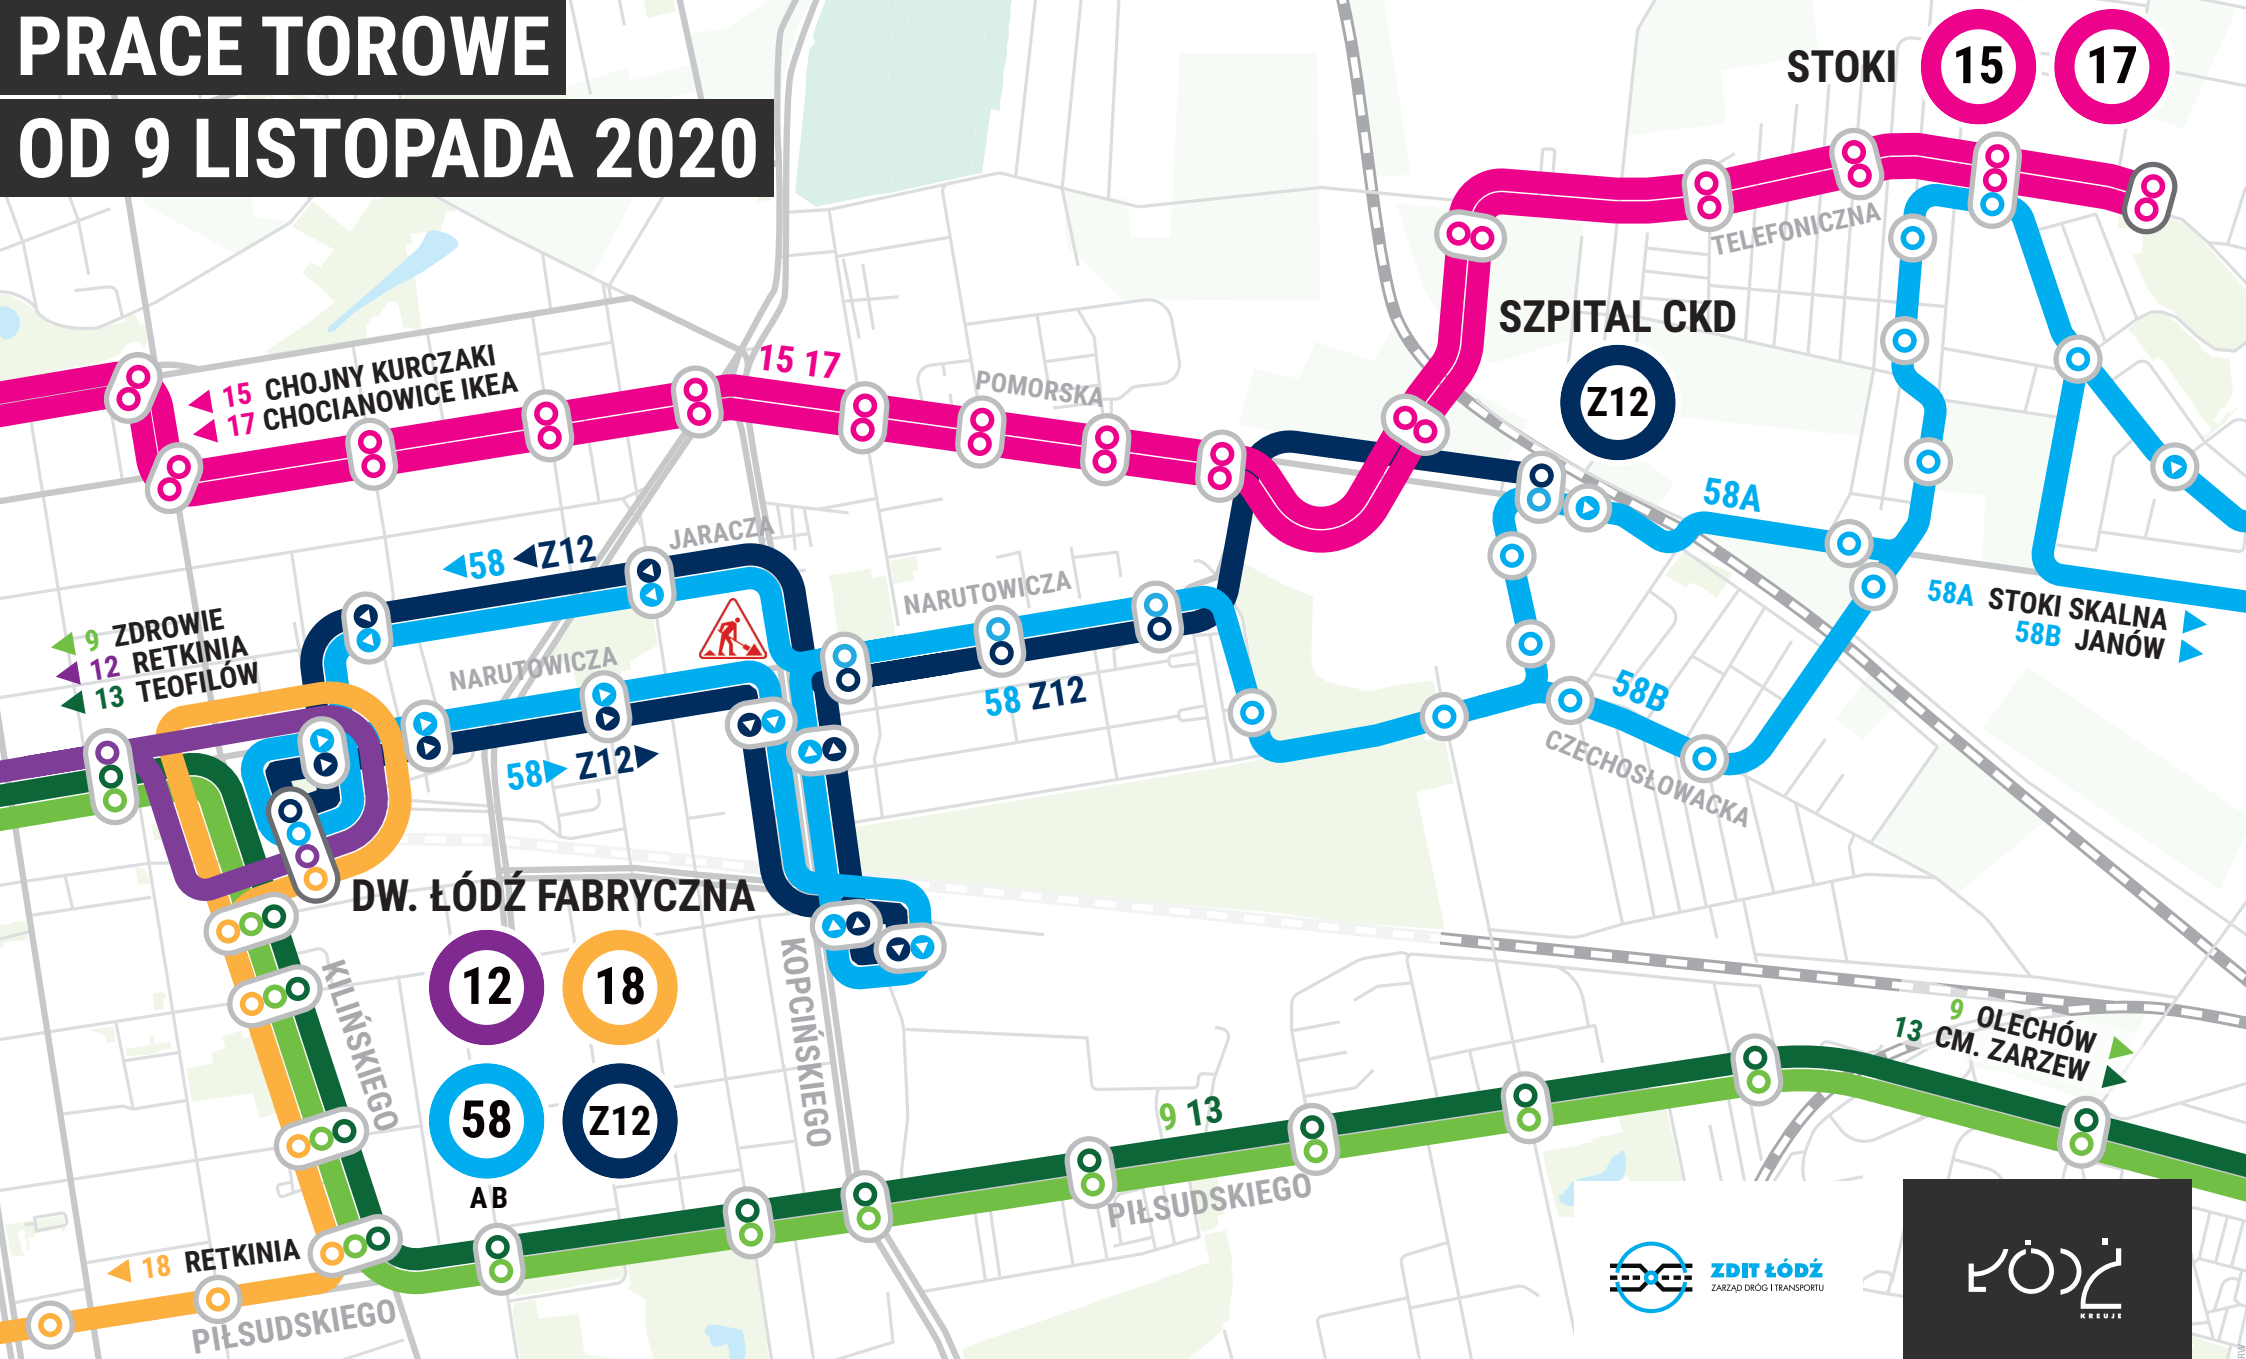 PRACE TOROWE
OD 9 LISTOPADA 2020
STOKI 15 17
TELEFONICZNA
SZPITAL CKD
Z12
15 CHOJNY KURCZAKI
17 CHOCIANOWICE IKEA
15 17
POMORSKA
58A
JARACZA
58 Z12
NARUTOWICZA
58A STOKI SKALNA
58B JANÓW
9 ZDROWIE
12 RETKINIA
13 TEOFILÓW
NARUTOWICZA
58 Z12
58B
CZECHOSŁOWACKA
58 Z12
DW. ŁÓDŹ FABRYCZNA
12 18
58 Z12
AB
KILIŃSKIEGO
KOPCIŃSKIEGO
9 OLECHÓW
13 CM. ZARZEW
9 13
PIŁSUDSKIEGO
18 RETKINIA
PIŁSUDSKIEGO
ZDIT ŁÓDŹ
ZARZĄD DRÓG I TRANSPORTU
ŁÓDŹ
KREUJE
RW